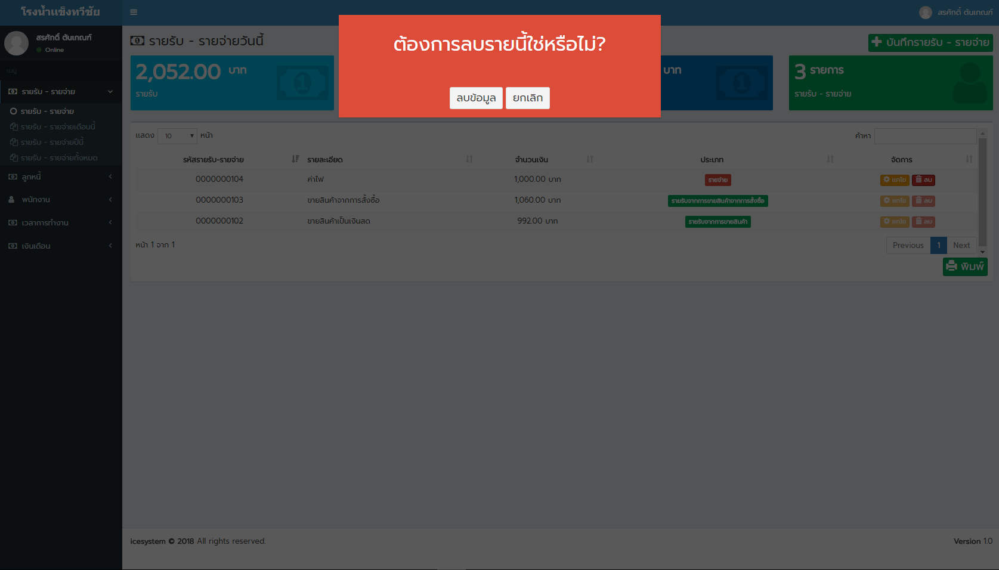 โรงน้ำแข็งทวีชัย
สรศักดิ์ ต้นเกณฑ์
สรศักดิ์ ต้นเกณฑ์
Online
เมนู
รายรับ - รายจ่าย
รายรับ - รายจ่าย
รายรับ - รายจ่ายเดือนนี้
รายรับ - รายจ่ายปีนี้
รายรับ - รายจ่ายทั้งหมด
ลูกหนี้
พนักงาน
เวลาการทำงาน
เงินเดือน
ต้องการลบรายนี้ใช่หรือไม่?
ลบข้อมูล ยกเลิก
รายรับ - รายจ่ายวันนี้
บันทึกรายรับ - รายจ่าย
2,052.00 บาท
รายรับ
บาท
3 รายการ
รายรับ - รายจ่าย
แสดง 10 หน้า
ค้าหา
รหัสรายรับ-รายจ่าย รายละเอียด จำนวนเงิน ประเภท จัดการ
0000000104 ค่าไฟ 1,000.00 บาท รายจ่าย แก้ไข ลบ
0000000103 ขายสินค้าจากการสั้งซื้อ 1,060.00 บาท รายรับจากการขายสินค้าจากการสั้งซื้อ แก้ไข ลบ
0000000102 ขายสินค้าเป็นเงินสด 992.00 บาท รายรับจากการขายสินค้า แก้ไข ลบ
หน้า 1 จาก 1
Previous 1 Next
พิมพ์
icesystem © 2018 All rights reserved.
Version 1.0